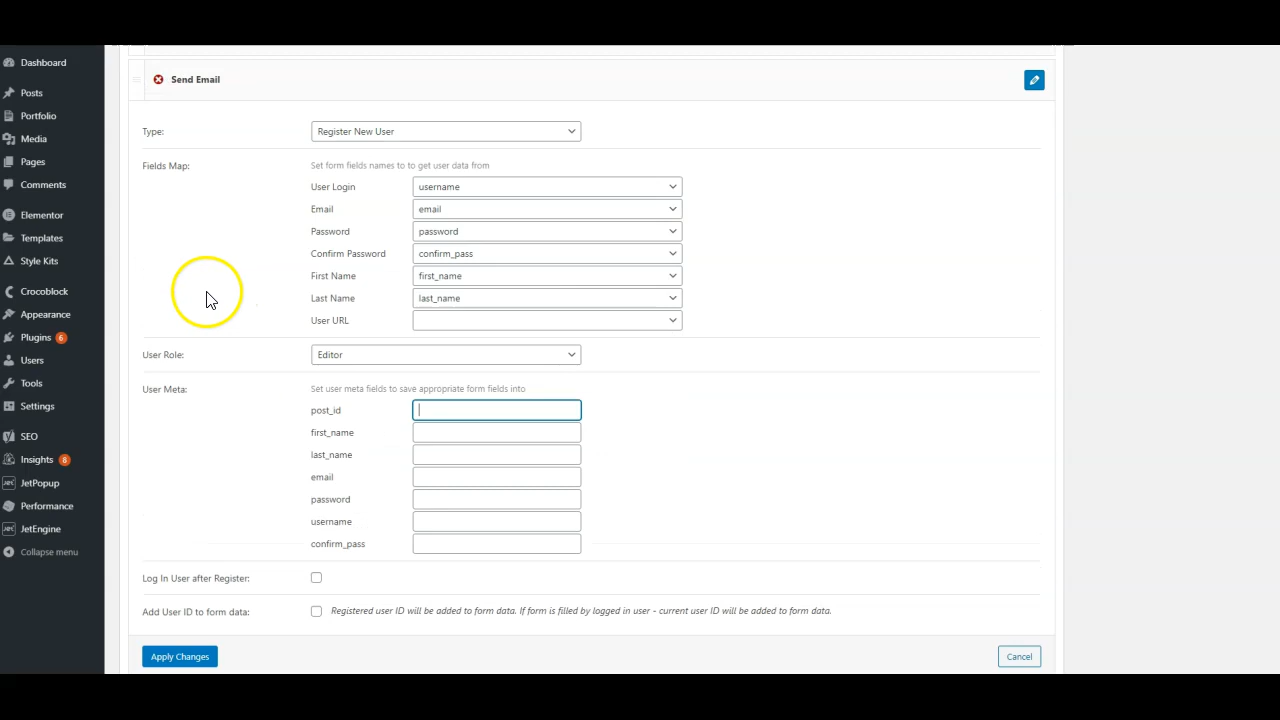 Dashboard
Posts
Portfolio
Media
Pages
Comments
Elementor
Templates
Style Kits
Crocoblock
Appearance
Plugins 6
Users
Tools
Settings
SEO
Insights 8
JetPopup
Performance
JetEngine
Collapse menu
Send Email
Type: Register New User
Fields Map: Set form fields names to to get user data from
User Login username
Email email
Password password
Confirm Password confirm_pass
First Name first_name
Last Name last_name
User URL
User Role: Editor
User Meta: Set user meta fields to save appropriate form fields into
post_id
first_name
last_name
email
password
username
confirm_pass
Log In User after Register:
Add User ID to form data: Registered user ID will be added to form data. If form is filled by logged in user - current user ID will be added to form data.
Apply Changes Cancel